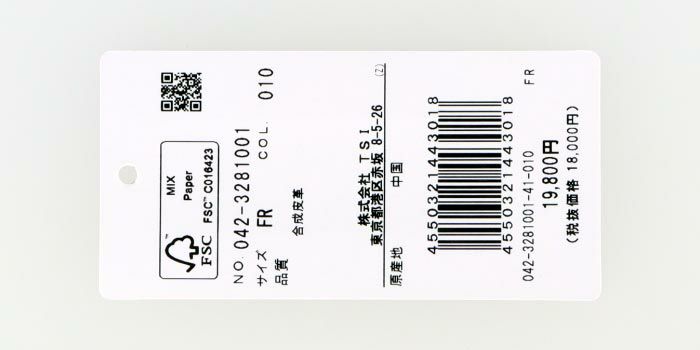 FSC
MIX
Paper
FSC™ C016423
NO. 042-3281001
サイズ FR COL. 010
品質
合成皮革
株式会社 TSI
東京都港区赤坂 8-5-26
(2)
原産地 中国
4550321443018
4550321443018
042-3281001-41-010 FR
19,800円
(税抜価格 18,000円)